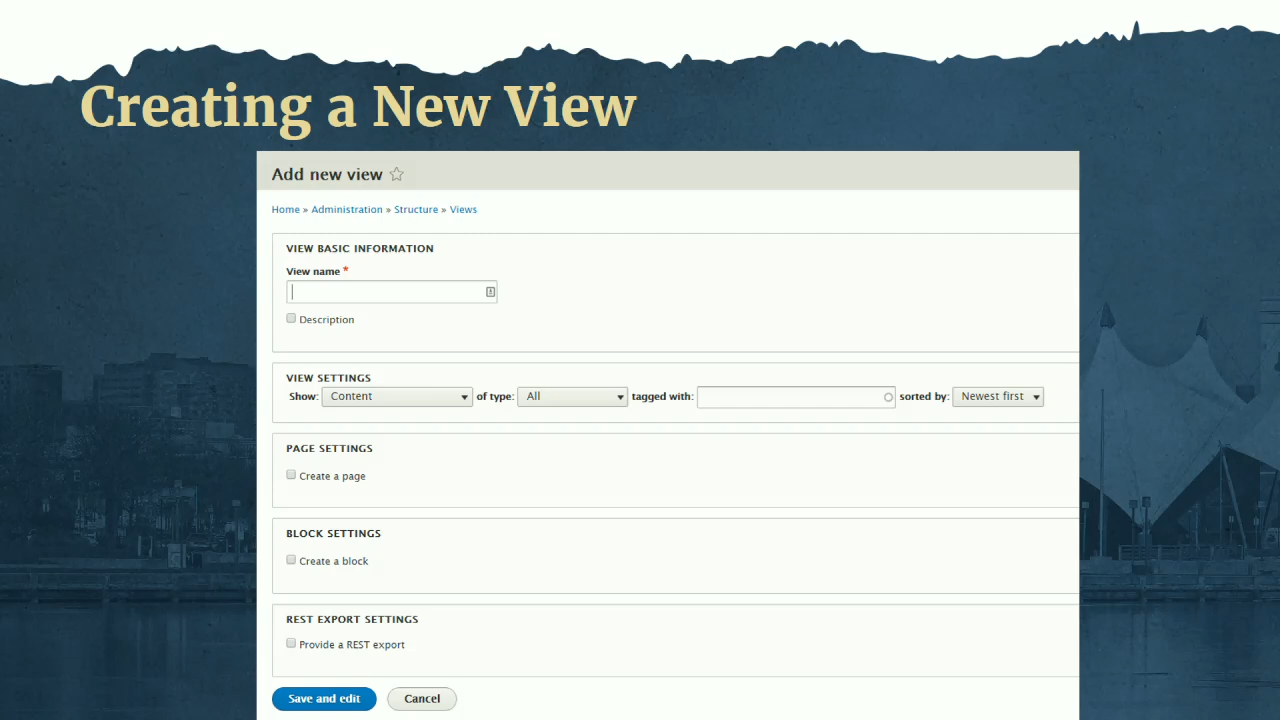 Creating a New View
Add new view
Home » Administration » Structure » Views
VIEW BASIC INFORMATION
View name *
Description
VIEW SETTINGS
Show: Content of type: All tagged with: sorted by: Newest first
PAGE SETTINGS
Create a page
BLOCK SETTINGS
Create a block
REST EXPORT SETTINGS
Provide a REST export
Save and edit Cancel